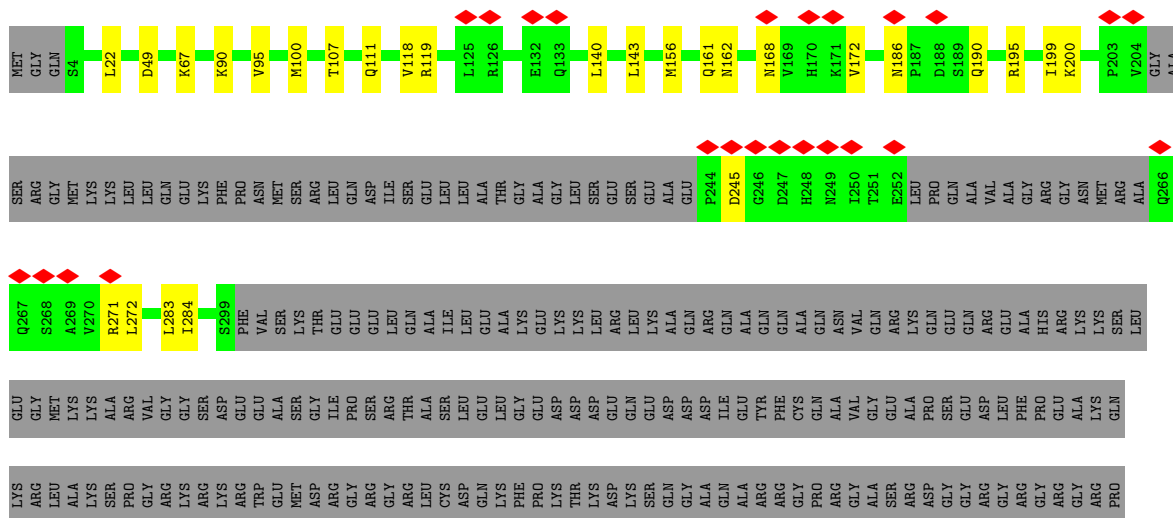 MET GLY GLN S4 L22 D49 K67 K90 V95 M100 T107 Q111 V118 R119 L125 R126 E132 Q133 L140 L143 M156 Q161 N162 N168 V169 H170 K171 V172 N186 P187 D188 S189 Q190 R195 I199 K200 P203 V204 GLY ALA
SER ARG GLY MET LYS LYS LEU LEU GLN GLU LYS PHE PRO ASN MET SER ARG LEU GLN ASP ILE SER GLU LEU LEU ALA THR GLY ALA GLY LEU SER GLU SER GLU ALA GLU P244 D245 G246 D247 H248 N249 I250 T251 E252 LEU PRO GLN ALA VAL ALA GLY ARG GLY ASN MET ARG ALA Q266
Q267 S268 A269 V270 R271 L272 L283 I284 S299 PHE VAL SER LYS THR GLU GLU GLU LEU GLN ALA ILE LEU GLU ALA LYS GLU LYS LYS LEU ARG LEU LYS ALA GLN ARG GLN ALA GLN GLN ALA GLN ASN VAL GLN ARG LYS GLN GLU GLN ARG GLU ALA HIS ARG LYS LYS SER LEU
GLU GLY MET LYS LYS ALA ARG VAL GLY GLY SER ASP GLU GLU ALA SER GLY ILE PRO SER ARG THR ALA SER LEU GLU LEU GLY GLU ASP ASP ASP GLU GLN GLU ASP ASP ASP ILE GLU TYR PHE CYS GLN ALA VAL GLY GLU ALA PRO SER GLU ASP LEU PHE PRO GLU ALA LYS GLN
LYS ARG LEU ALA LYS SER PRO GLY ARG LYS ARG LYS ARG TRP GLU MET ASP ARG GLY ARG GLY ARG LEU CYS ASP GLN LYS PHE PRO LYS THR LYS ASP LYS SER GLN GLY ALA GLN ALA ARG ARG GLY PRO ARG GLY ALA SER ARG ASP GLY GLY ARG GLY ARG GLY ARG GLY ARG PRO